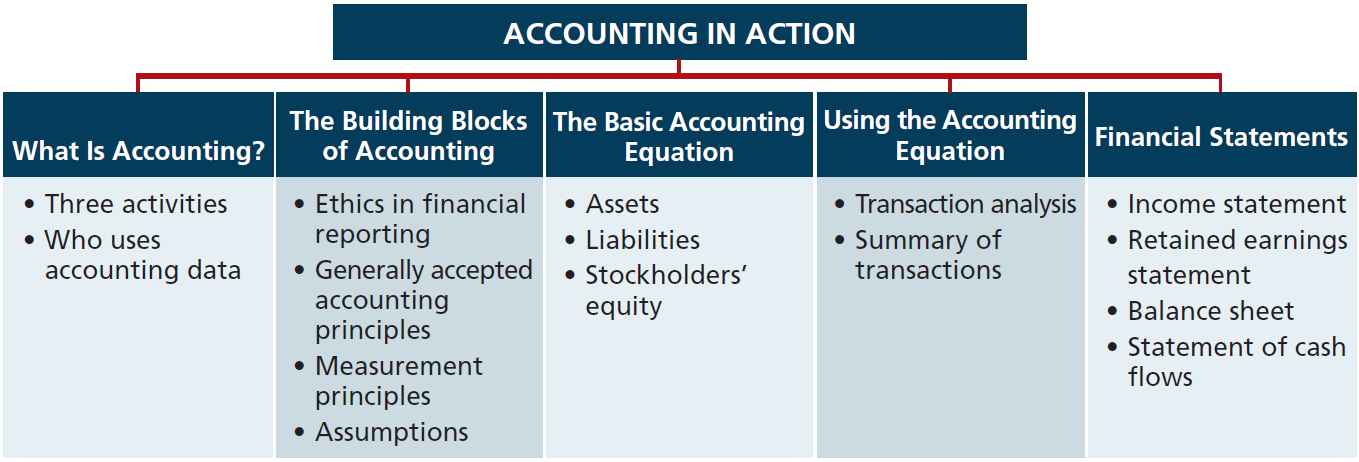 ACCOUNTING IN ACTION
What Is Accounting?
• Three activities
• Who uses
accounting data
The Building Blocks
of Accounting
• Ethics in financial
reporting
• Generally accepted
accounting
principles
• Measurement
principles
• Assumptions
The Basic Accounting
Equation
• Assets
• Liabilities
• Stockholders’
equity
Using the Accounting
Equation
• Transaction analysis
• Summary of
transactions
Financial Statements
• Income statement
• Retained earnings
statement
• Balance sheet
• Statement of cash
flows